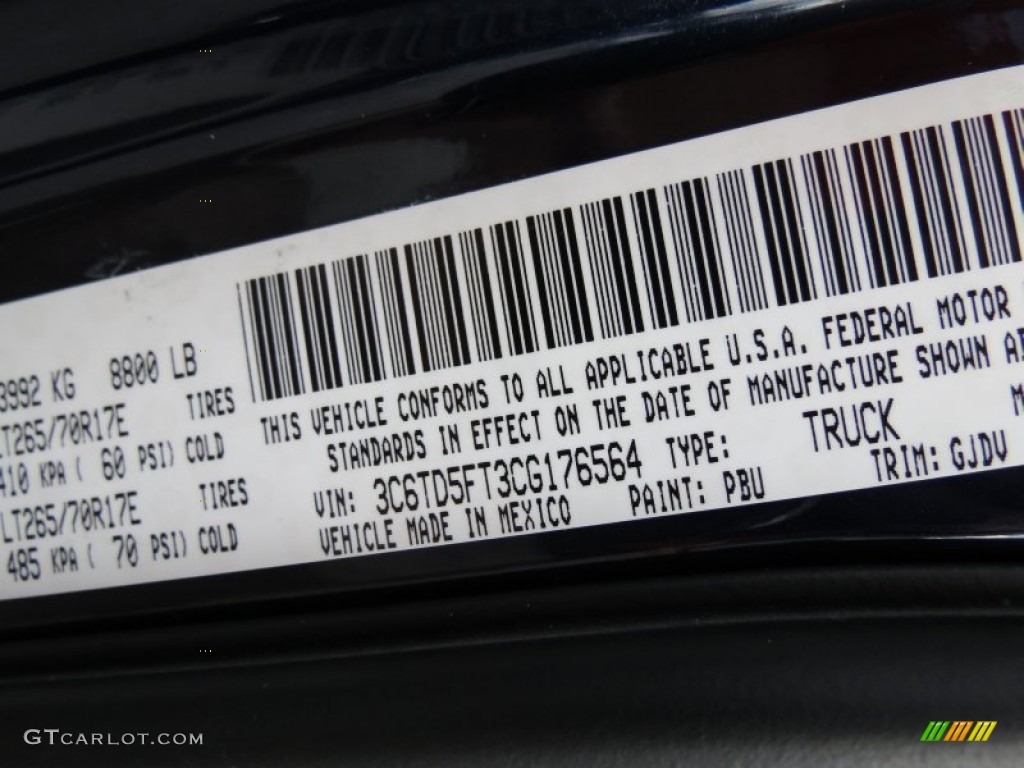 3992 KG 8800 LB
LT265/70R17E TIRES
410 KPA ( 60 PSI) COLD
LT265/70R17E TIRES
485 KPA ( 70 PSI) COLD
THIS VEHICLE CONFORMS TO ALL APPLICABLE U.S.A. FEDERAL MOTOR
STANDARDS IN EFFECT ON THE DATE OF MANUFACTURE SHOWN
VIN: 3C6TD5FT3CG176564 TYPE: TRUCK
VEHICLE MADE IN MEXICO PAINT: PBU TRIM: GJDV
GTCARLOT.COM